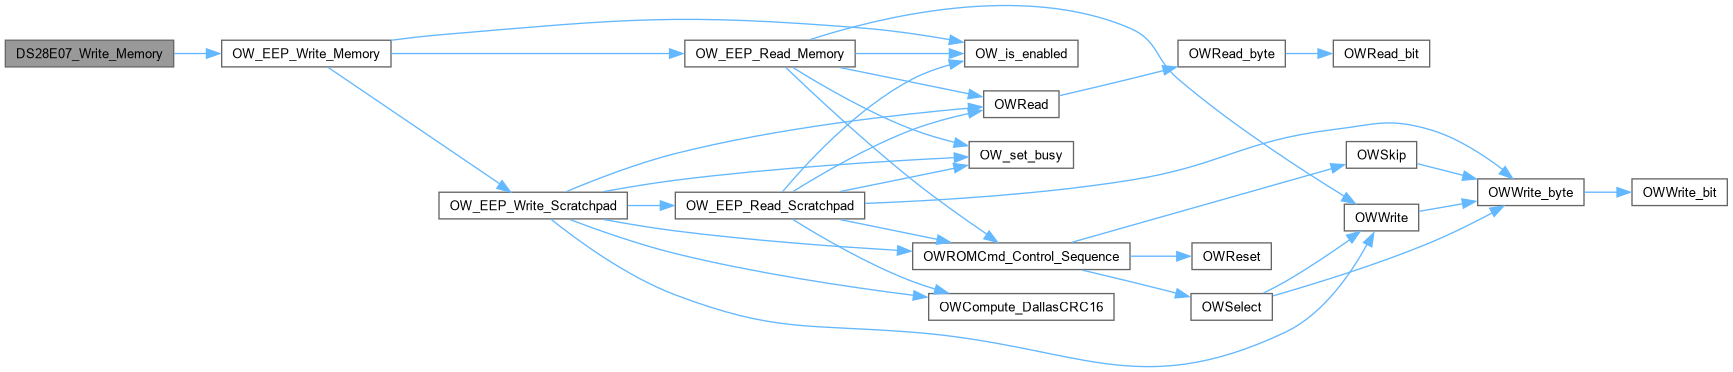 DS28E07_Write_Memory
OW_EEP_Write_Memory
OW_EEP_Read_Memory
OW_is_enabled
OWRead_byte
OWRead_bit
OWRead
OW_set_busy
OWSkip
OW_EEP_Write_Scratchpad
OW_EEP_Read_Scratchpad
OWWrite_byte
OWWrite_bit
OWWrite
OWROMCmd_Control_Sequence
OWReset
OWCompute_DallasCRC16
OWSelect